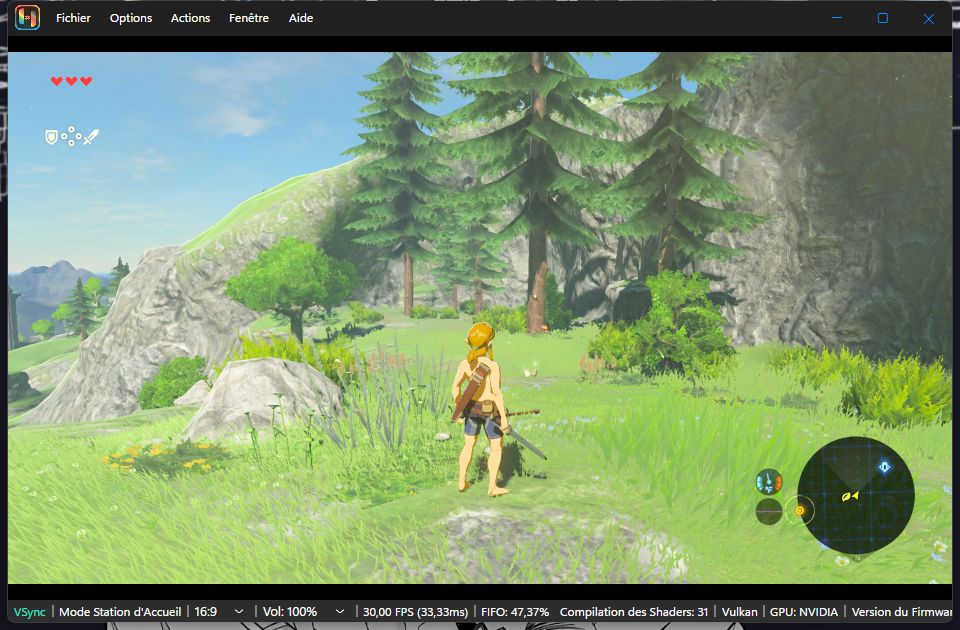 Fichier Options Actions Fenêtre Aide
VSync | Mode Station d'Accueil | 16:9 | Vol: 100% | 30,00 FPS (33,33ms) | FIFO: 47,37% Compilation des Shaders: 31 | Vulkan | GPU: NVIDIA | Version du Firmwar